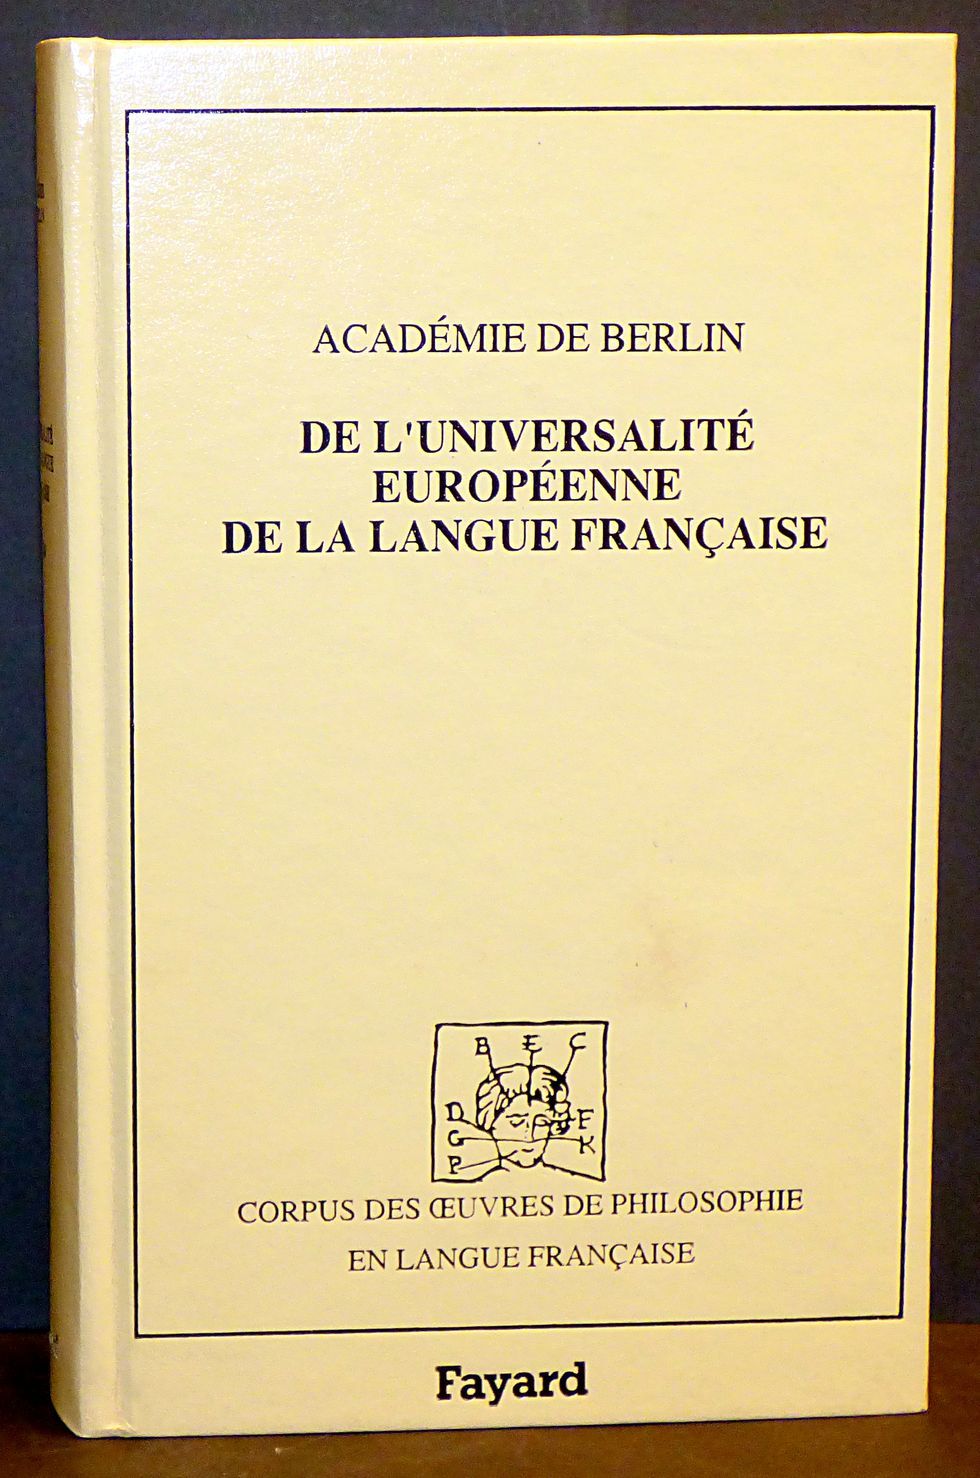 ACADÉMIE DE BERLIN
DE L'UNIVERSALITÉ
EUROPÉENNE
DE LA LANGUE FRANÇAISE
B E C
D F
G K
P
CORPUS DES ŒUVRES DE PHILOSOPHIE
EN LANGUE FRANÇAISE
Fayard